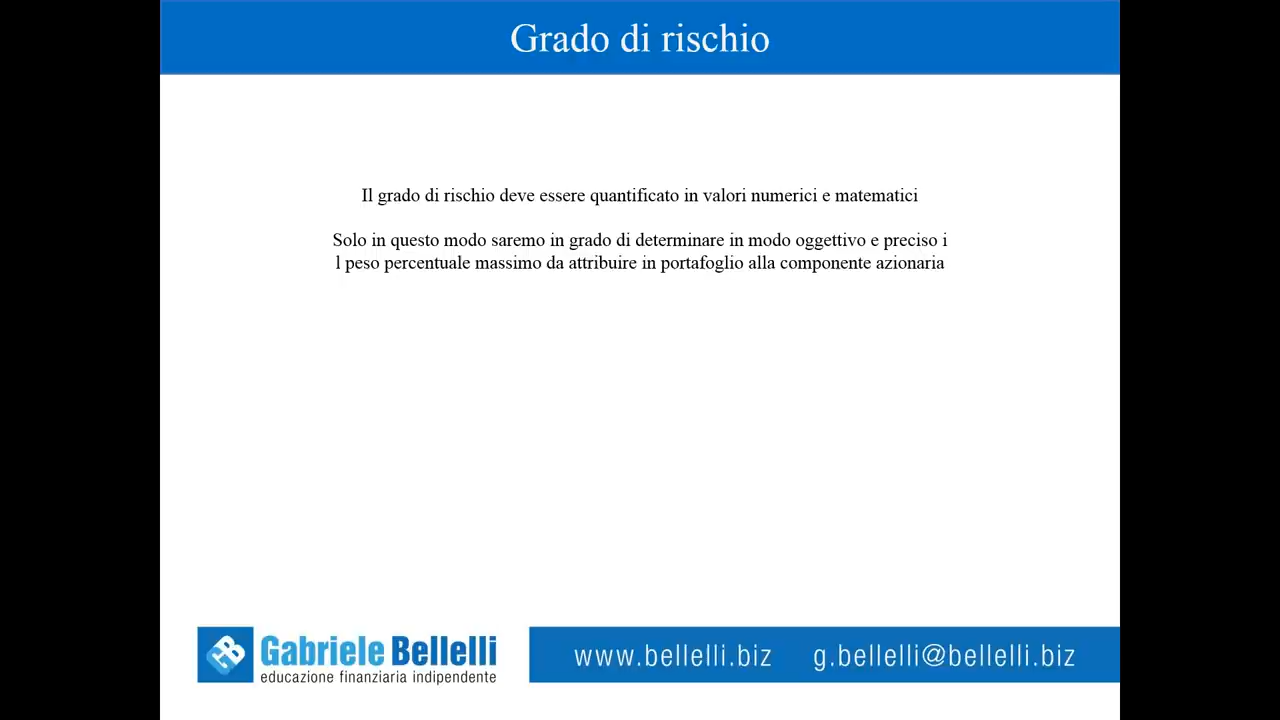 Grado di rischio
Il grado di rischio deve essere quantificato in valori numerici e matematici
Solo in questo modo saremo in grado di determinare in modo oggettivo e preciso i
l peso percentuale massimo da attribuire in portafoglio alla componente azionaria
Gabriele Bellelli
educazione finanziaria indipendente
www.bellelli.biz g.bellelli@bellelli.biz